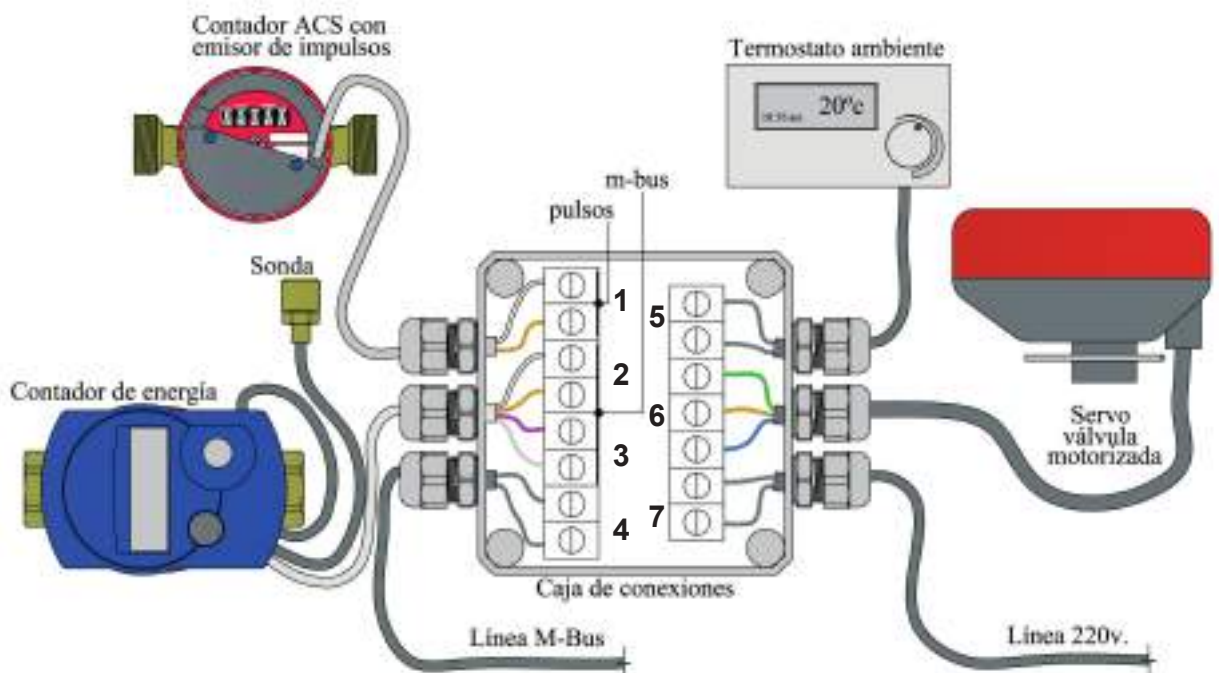 Contador ACS con
emisor de impulsos
Termostato ambiente
20ºc
m-bus
pulsos
Sonda
1
5
2
Contador de energía
6
Servo
válvula
motorizada
3
7
4
Caja de conexiones
Línea M-Bus
Línea 220v.